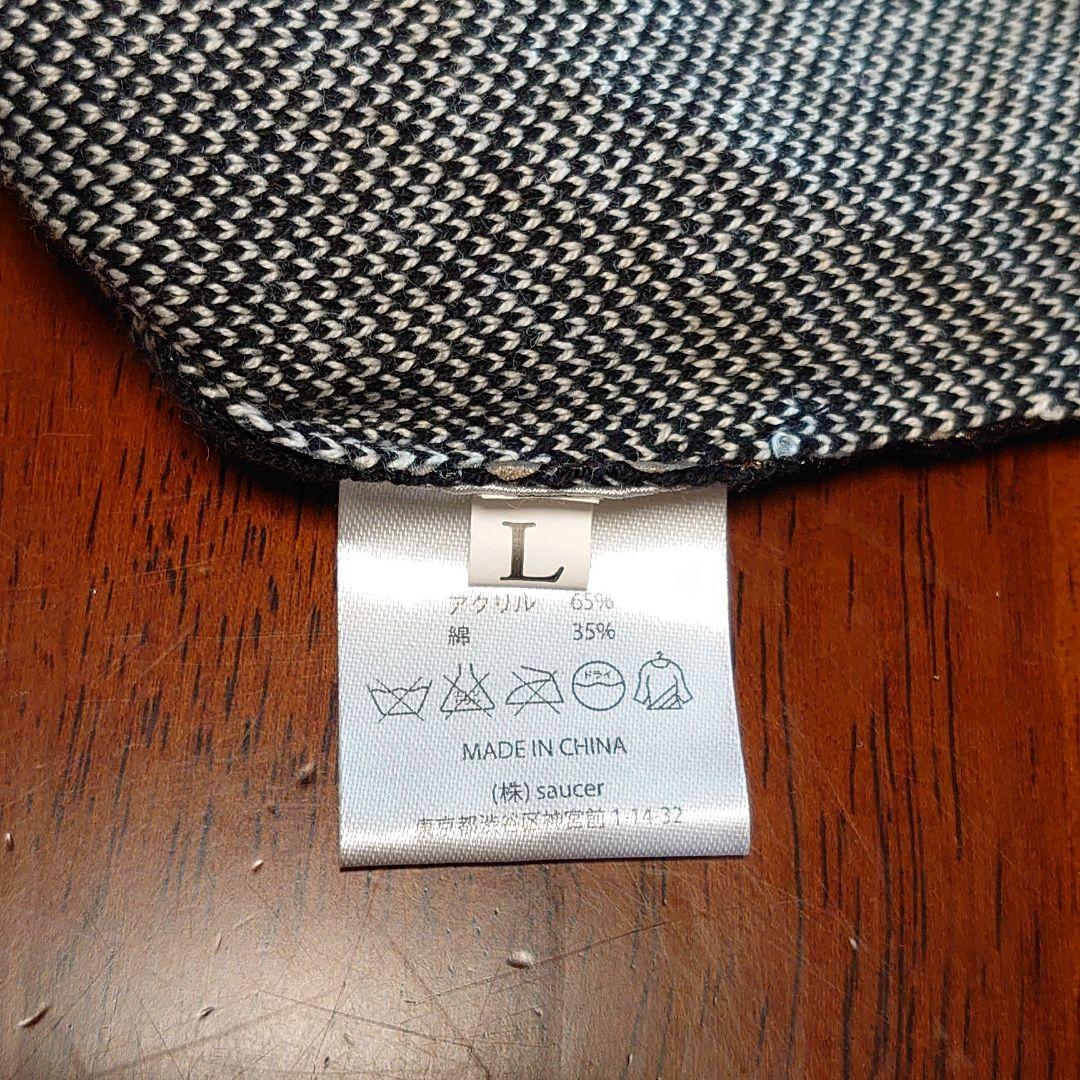 L
アクリル 65%
綿 35%
ドライ
MADE IN CHINA
(株) saucer
東京都渋谷区神宮前 1-14-32